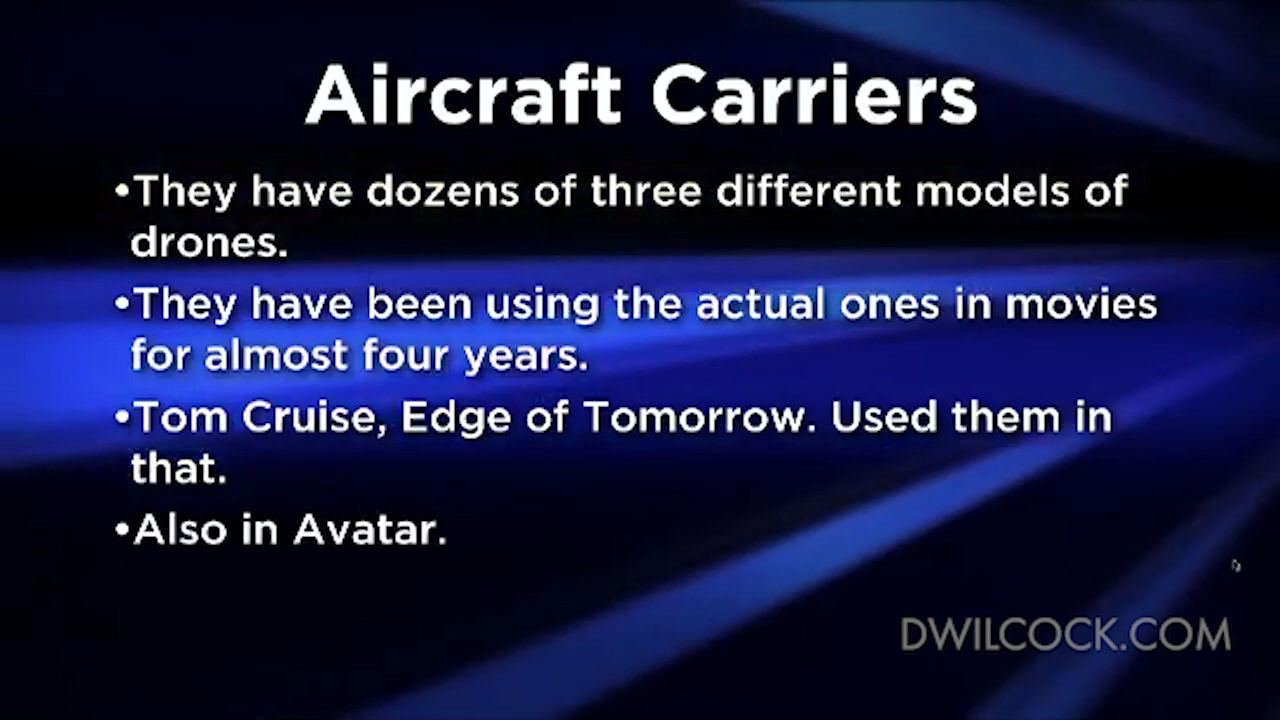 Aircraft Carriers
•They have dozens of three different models of
drones.
•They have been using the actual ones in movies
for almost four years.
•Tom Cruise, Edge of Tomorrow. Used them in
that.
•Also in Avatar.
DWILCOCK.COM